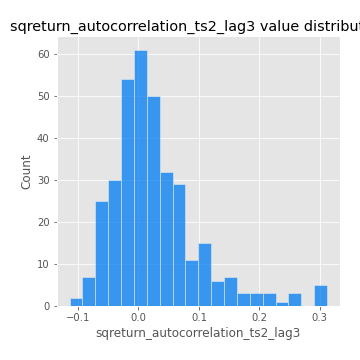 sqreturn_autocorrelation_ts2_lag3 value distribut
60
50
40
30
20
10
0
Count
−0.1 0.0 0.1 0.2 0.3
sqreturn_autocorrelation_ts2_lag3